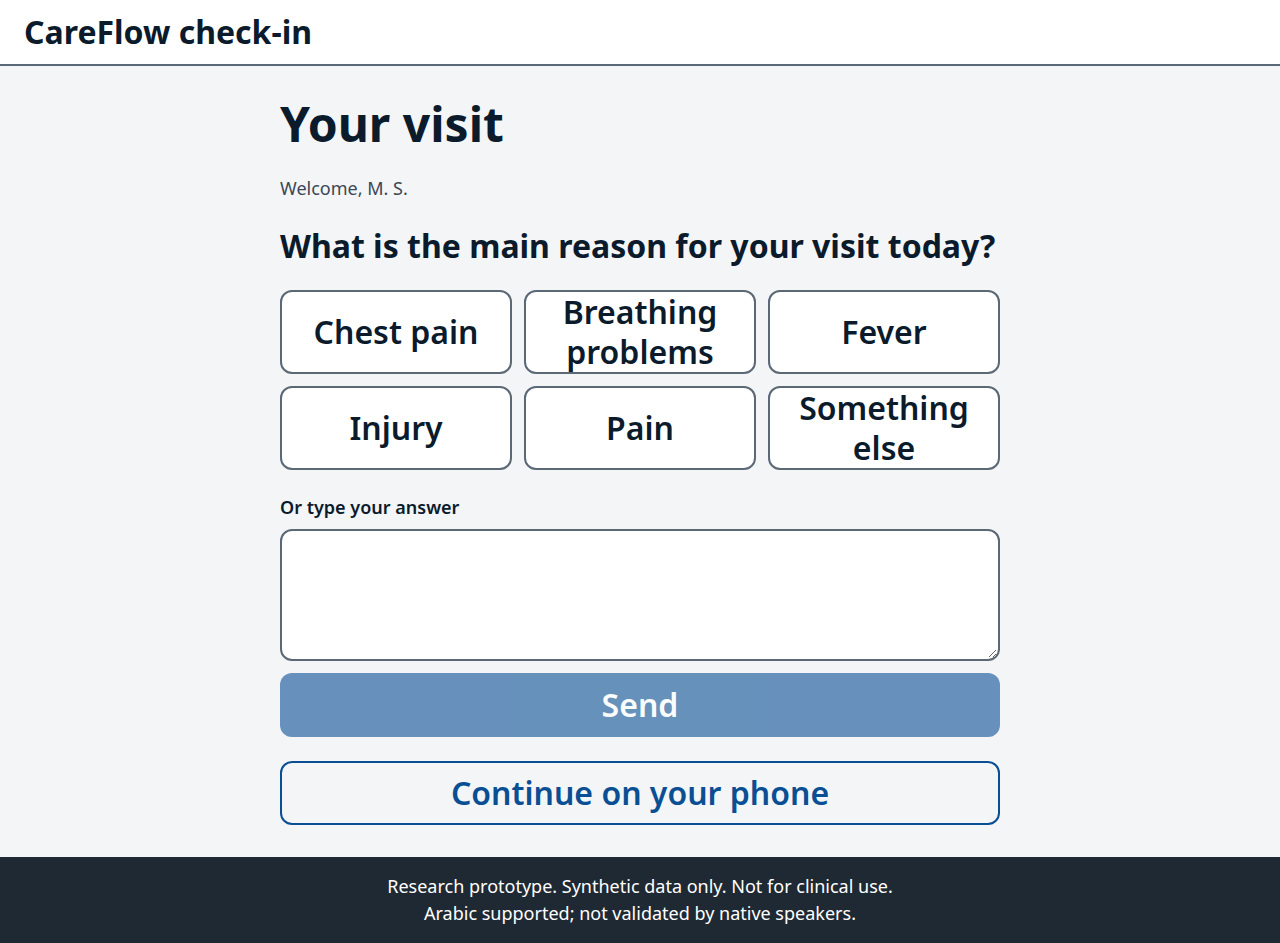 CareFlow check-in
Your visit
Welcome, M. S.
What is the main reason for your visit today?
Chest pain
Breathing
problems
Fever
Injury
Pain
Something
else
Or type your answer
Send
Continue on your phone
Research prototype. Synthetic data only. Not for clinical use.
Arabic supported; not validated by native speakers.